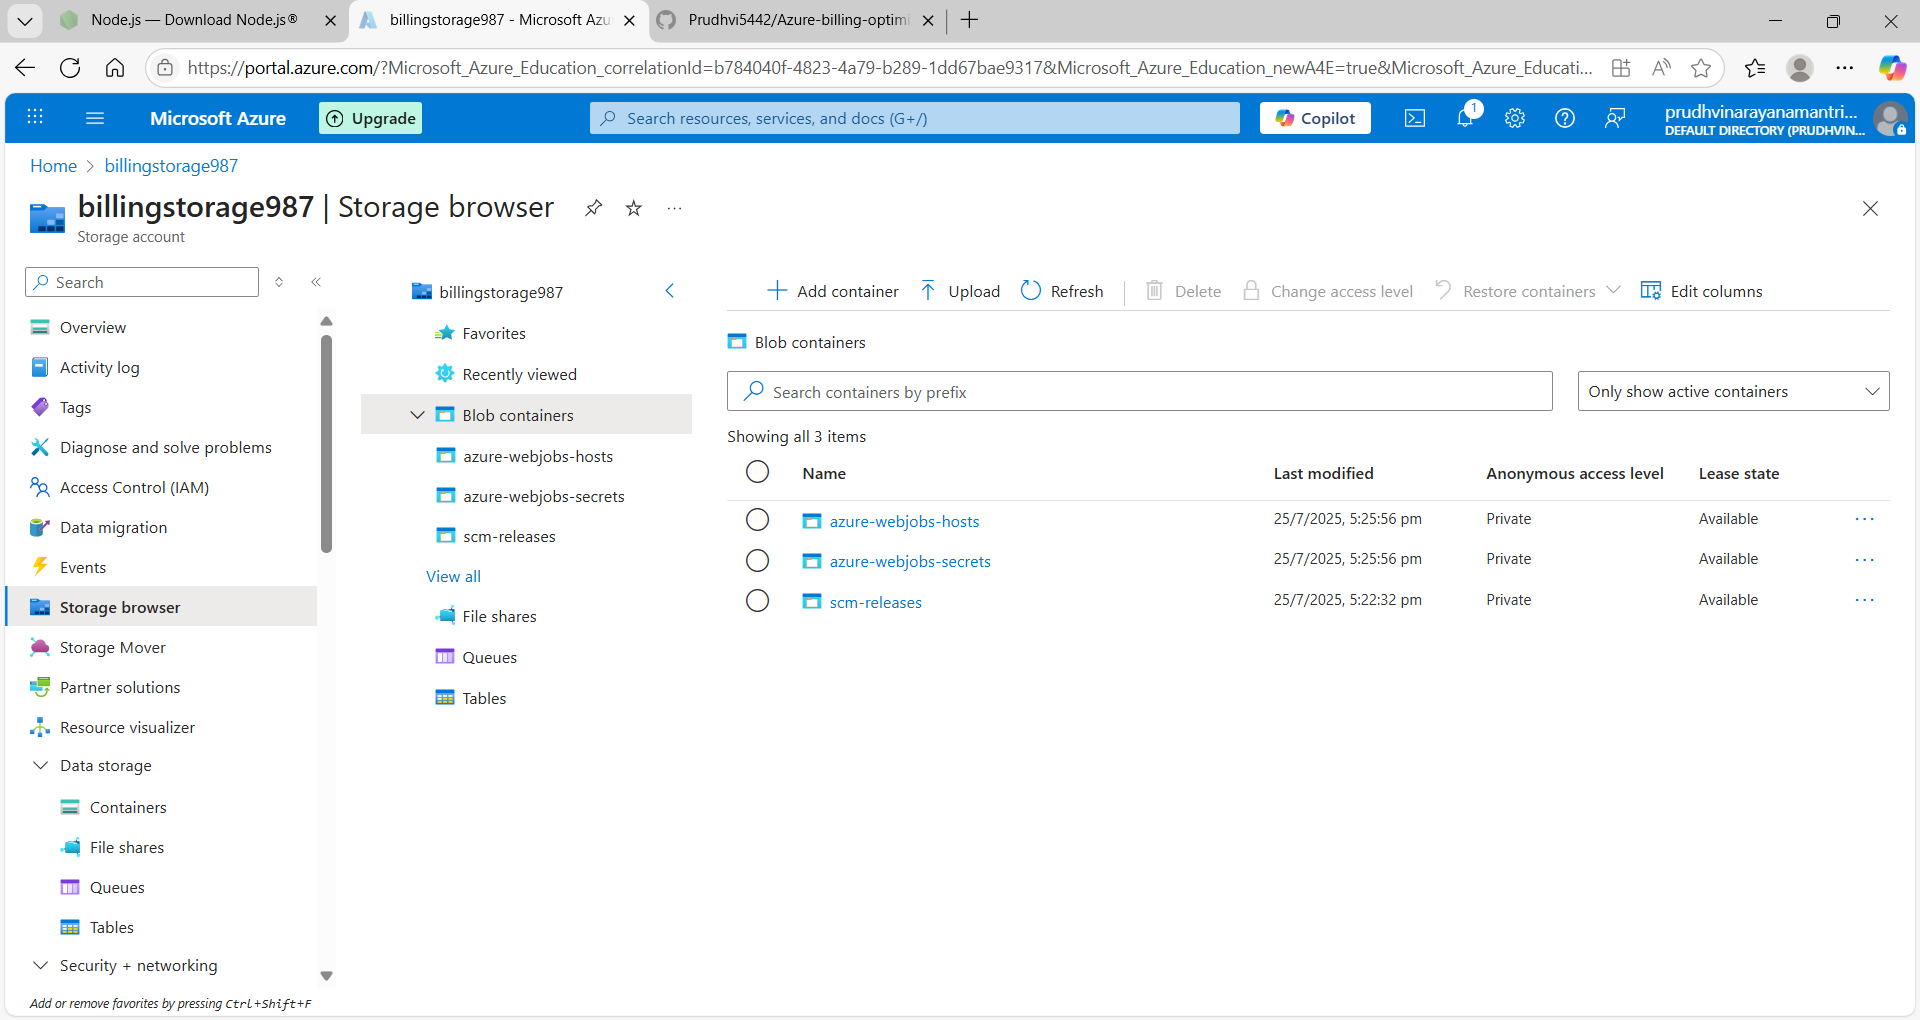 Node.js — Download Node.js®
billingstorage987 - Microsoft Azu
Prudhvi5442/Azure-billing-optimi
https://portal.azure.com/?Microsoft_Azure_Education_correlationId=b784040f-4823-4a79-b289-1dd67bae9317&Microsoft_Azure_Education_newA4E=true&Microsoft_Azure_Educati...
Microsoft Azure
Upgrade
Search resources, services, and docs (G+/)
Copilot
1
prudhvinarayanamantri...
DEFAULT DIRECTORY (PRUDHVIN...
Home > billingstorage987
billingstorage987 | Storage browser
Storage account
Search
Overview
Activity log
Tags
Diagnose and solve problems
Access Control (IAM)
Data migration
Events
Storage browser
Storage Mover
Partner solutions
Resource visualizer
Data storage
Containers
File shares
Queues
Tables
Security + networking
Add or remove favorites by pressing Ctrl+Shift+F
billingstorage987
Favorites
Recently viewed
Blob containers
azure-webjobs-hosts
azure-webjobs-secrets
scm-releases
View all
File shares
Queues
Tables
Add container Upload Refresh Delete Change access level Restore containers Edit columns
Blob containers
Search containers by prefix
Only show active containers
Showing all 3 items
Name Last modified Anonymous access level Lease state
azure-webjobs-hosts 25/7/2025, 5:25:56 pm Private Available
azure-webjobs-secrets 25/7/2025, 5:25:56 pm Private Available
scm-releases 25/7/2025, 5:22:32 pm Private Available